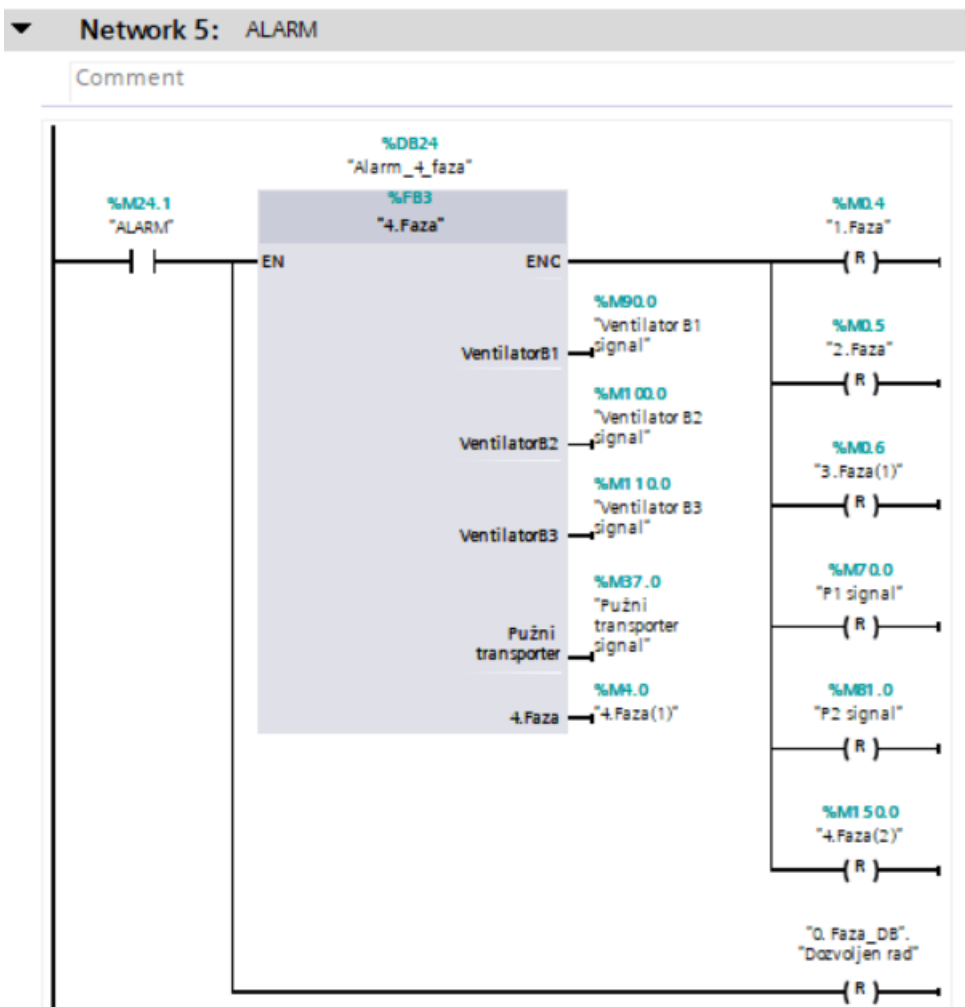 Network 5: ALARM
Comment
%DB24
"Alarm_4_faza"
%M24.1
"ALARM"
%FB3
"4.Faza"
EN
ENO
%M0.4
"1.Faza"
( R )
VentilatorB1
%M90.0
"Ventilator B1
signal"
%M0.5
"2.Faza"
( R )
VentilatorB2
%M100.0
"Ventilator B2
signal"
%M0.6
"3.Faza(1)"
( R )
VentilatorB3
%M110.0
"Ventilator B3
signal"
%M70.0
"P1 signal"
( R )
Pužni
transporter
%M37.0
"Pužni
transporter
signal"
4.Faza
%M4.0
"4.Faza(1)"
%M81.0
"P2 signal"
( R )
%M150.0
"4.Faza(2)"
( R )
"0. Faza_DB".
"Dozvoljen rad"
( R )